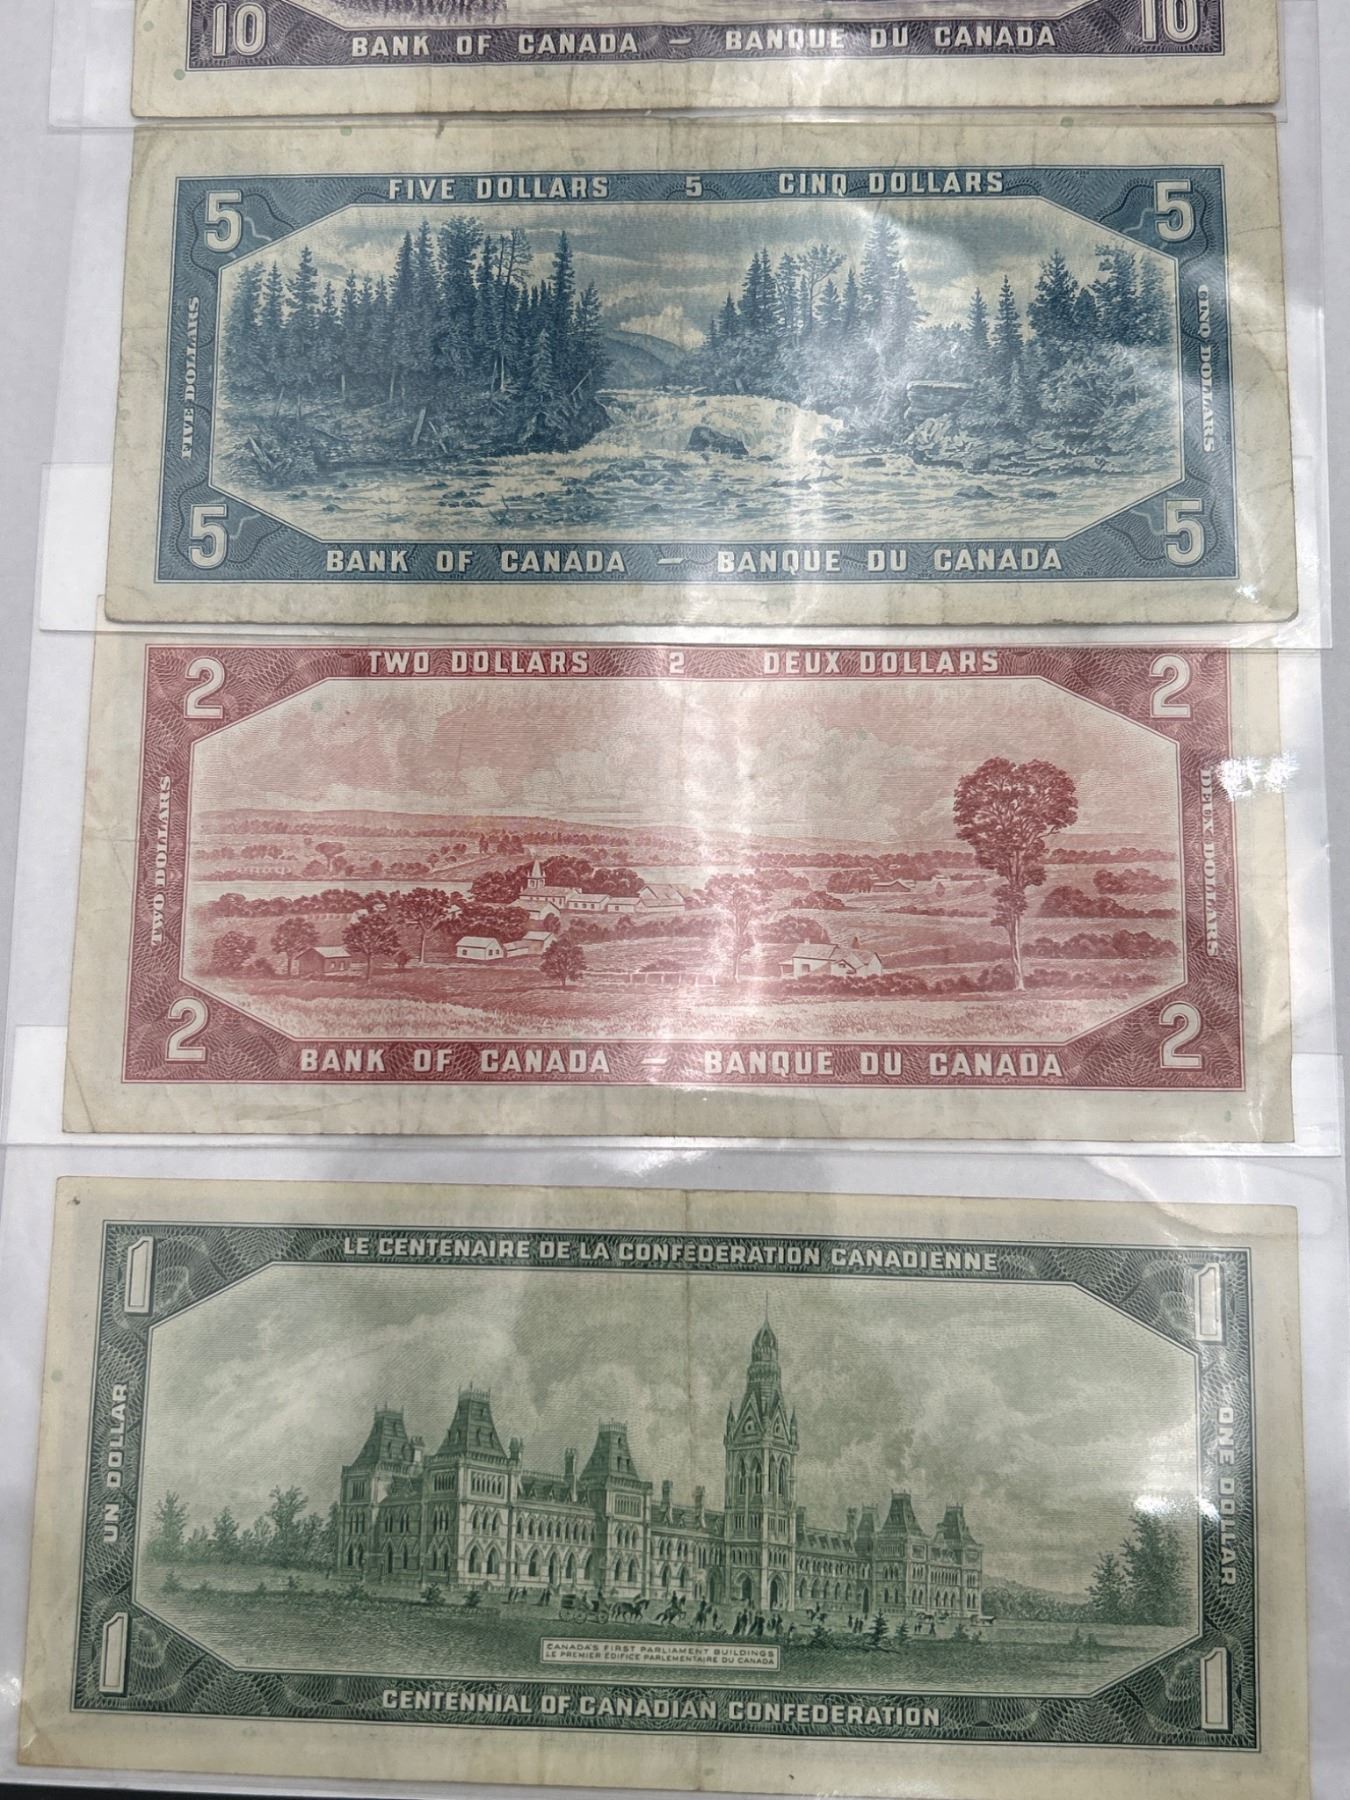 10 10
BANK OF CANADA – BANQUE DU CANADA
FIVE DOLLARS 5 CINQ DOLLARS
5 5
FIVE DOLLARS
CINQ DOLLARS
5 5
BANK OF CANADA – BANQUE DU CANADA
TWO DOLLARS 2 DEUX DOLLARS
2 2
TWO DOLLARS
DEUX DOLLARS
2 2
BANK OF CANADA – BANQUE DU CANADA
LE CENTENAIRE DE LA CONFEDERATION CANADIENNE
1 1
UN DOLLAR
ONE DOLLAR
CANADA'S FIRST PARLIAMENT BUILDINGS
LE PREMIER ÉDIFICE PARLEMENTAIRE DU CANADA
1 1
CENTENNIAL OF CANADIAN CONFEDERATION